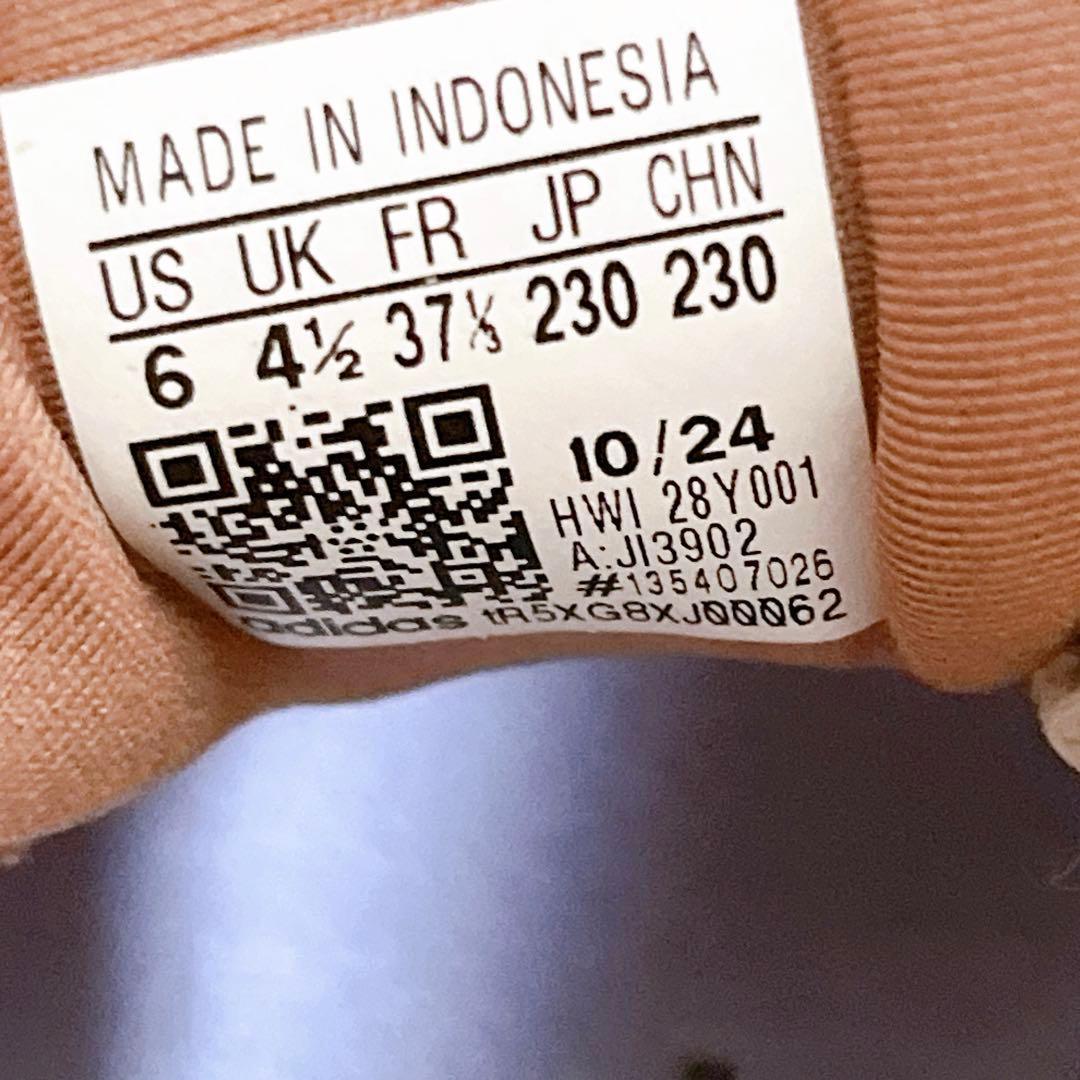 MADE IN INDONESIA
US UK FR JP CHN
6 4½ 37⅓ 230 230
10/24
HWI 28Y001
A:JI3902
#135407026
adidas tR5XG8XJ00062